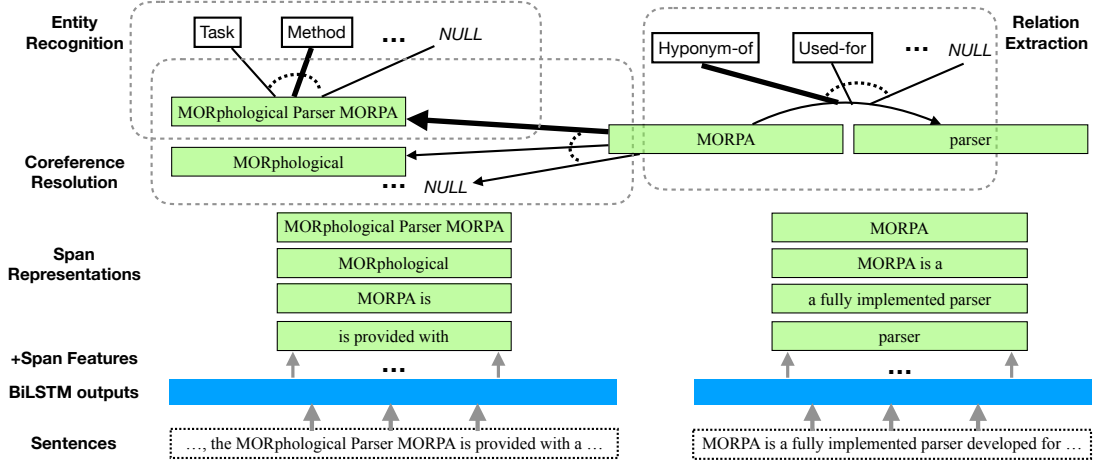 Entity
Recognition
Task
Method
...
NULL
Hyponym-of
Used-for
...
NULL
Relation
Extraction
MORphological Parser MORPA
MORPA
parser
Coreference
Resolution
MORphological
...
NULL
Span
Representations
MORphological Parser MORPA
MORphological
MORPA is
is provided with
MORPA
MORPA is a
a fully implemented parser
parser
+Span Features
...
...
BiLSTM outputs
Sentences
…, the MORphological Parser MORPA is provided with a …
MORPA is a fully implemented parser developed for …